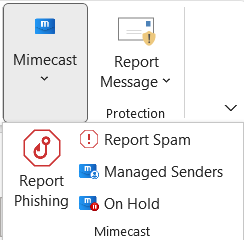 Mimecast
Report
Message
Protection
Report
Phishing
Report Spam
Managed Senders
On Hold
Mimecast